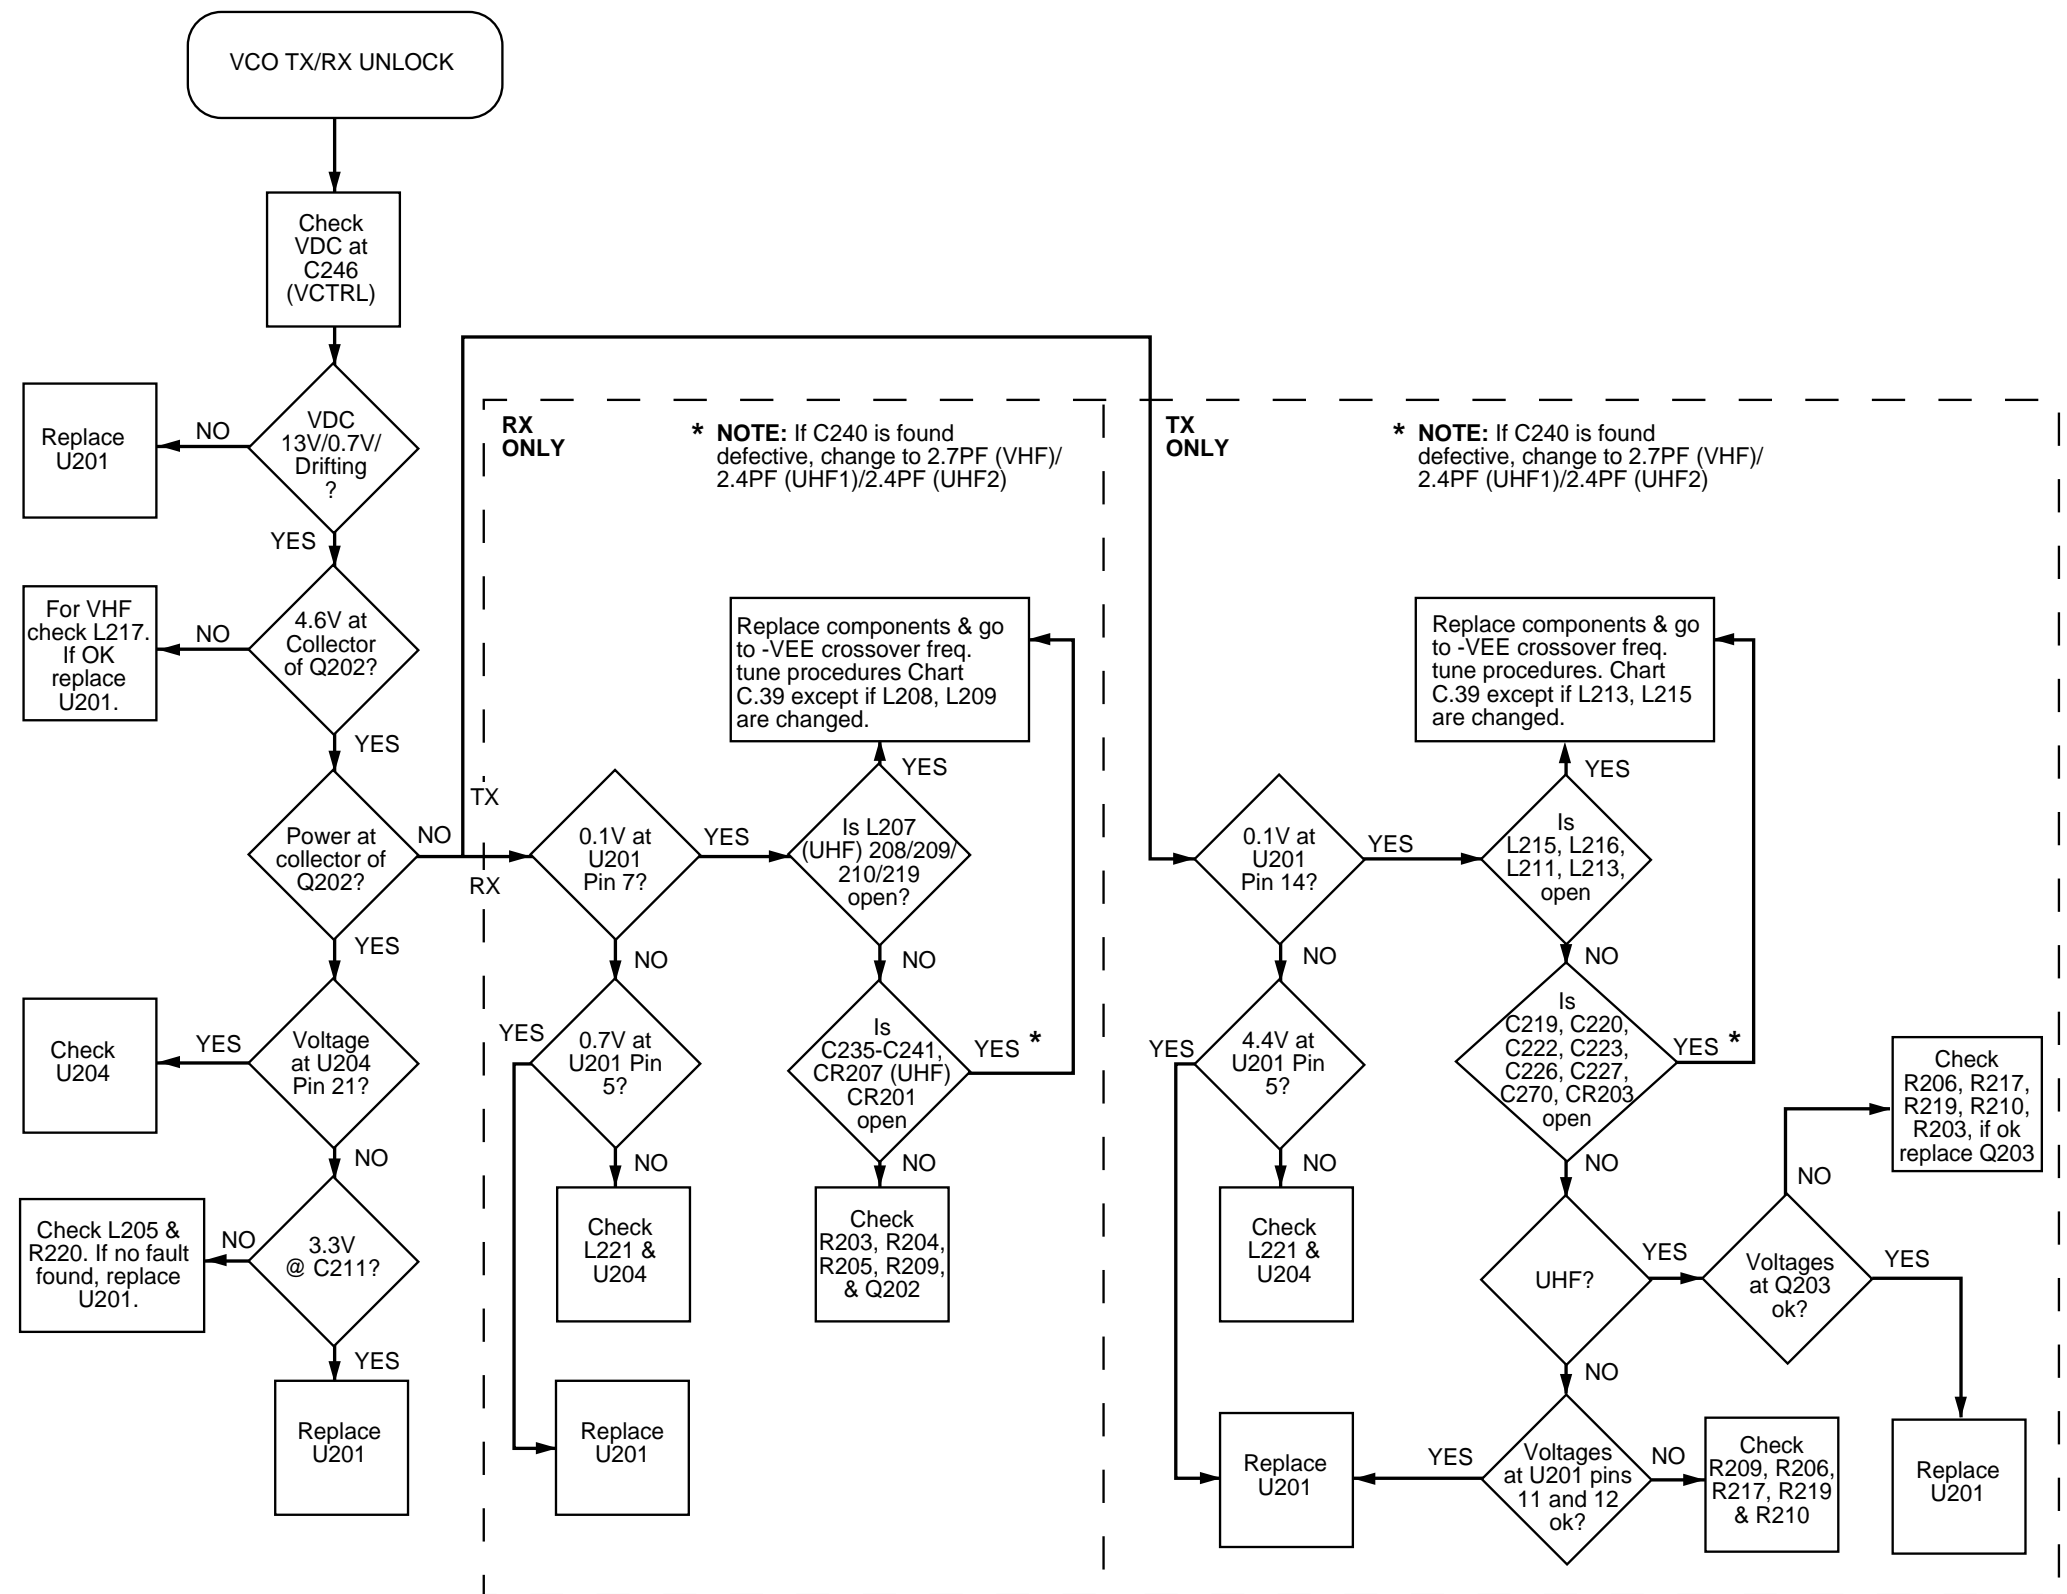 VCO TX/RX UNLOCK
Check
VDC at
C246
(VCTRL)
VDC
13V/0.7V/
Drifting
?
NO
Replace
U201
YES
4.6V at
Collector
of Q202?
NO
For VHF
check L217.
If OK
replace
U201.
YES
Power at
collector of
Q202?
NO
TX
RX
YES
Voltage
at U204
Pin 21?
YES
Check
U204
NO
3.3V
@ C211?
NO
Check L205 &
R220. If no fault
found, replace
U201.
YES
Replace
U201
RX
ONLY
* NOTE: If C240 is found
defective, change to 2.7PF (VHF)/
2.4PF (UHF1)/2.4PF (UHF2)
Replace components & go
to -VEE crossover freq.
tune procedures Chart
C.39 except if L208, L209
are changed.
YES
0.1V at
U201
Pin 7?
YES
Is L207
(UHF) 208/209/
210/219
open?
NO
NO
YES
0.7V at
U201 Pin
5?
Is
C235-C241,
CR207 (UHF)
CR201
open
YES *
NO
NO
Check
L221 &
U204
Check
R203, R204,
R205, R209,
& Q202
Replace
U201
TX
ONLY
* NOTE: If C240 is found
defective, change to 2.7PF (VHF)/
2.4PF (UHF1)/2.4PF (UHF2)
Replace components & go
to -VEE crossover freq.
tune procedures. Chart
C.39 except if L213, L215
are changed.
YES
0.1V at
U201
Pin 14?
YES
Is
L215, L216,
L211, L213,
open
NO
NO
YES
4.4V at
U201 Pin
5?
Is
C219, C220,
C222, C223,
C226, C227,
C270, CR203
open
YES *
NO
NO
Check
L221 &
U204
UHF?
YES
Voltages
at Q203
ok?
NO
Check
R206, R217,
R219, R210,
R203, if ok
replace Q203
YES
NO
Replace
U201
YES
Voltages
at U201 pins
11 and 12
ok?
NO
Check
R209, R206,
R217, R219
& R210
Replace
U201